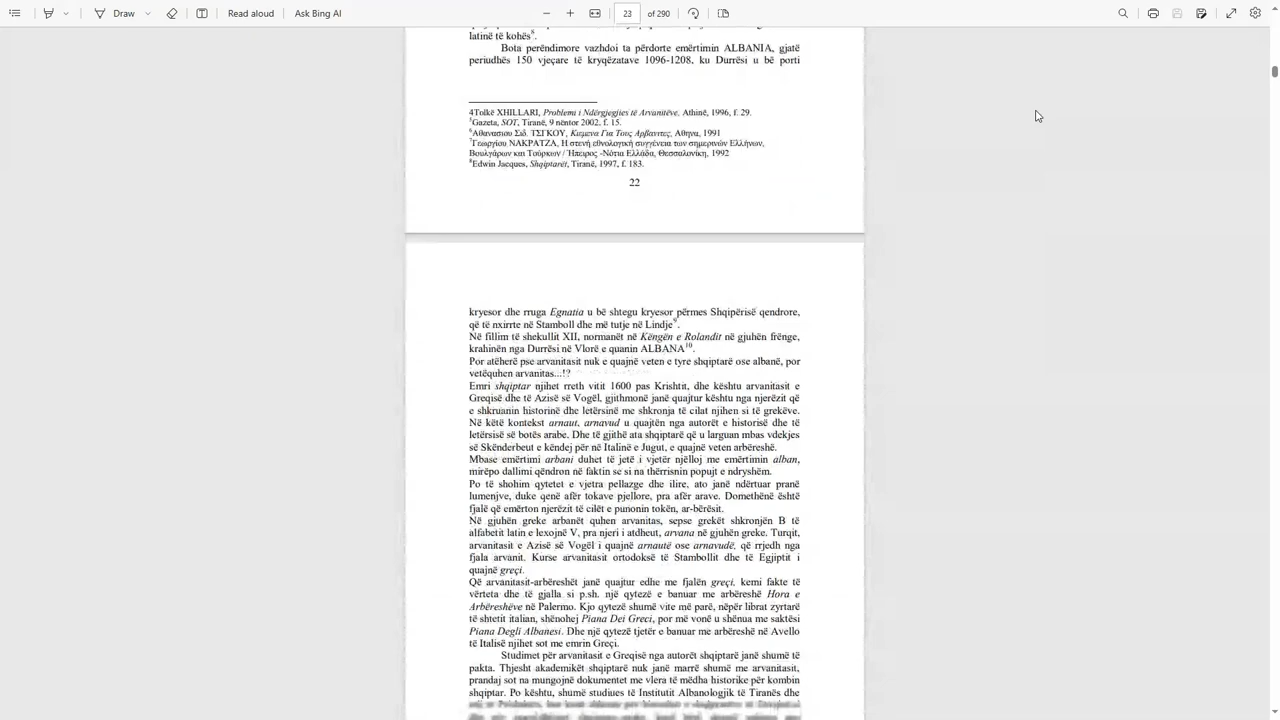 Draw
Read aloud
Ask Bing AI
23
of 290
latinë të kohës⁸.
Bota perëndimore vazhdoi ta përdorte emërtimin ALBANIA, gjatë
periudhës 150 vjeçare të kryqëzatave 1096-1208, ku Durrësi u bë porti
4Tolkë XHILLARI, Problemi i Ndërgjegjies të Arvanitëve, Athinë, 1996, f. 29.
⁵Gazeta, SOT, Tiranë, 9 nëntor 2002, f. 15.
⁶Αθανασιου Σιδ. ΤΣΓΚΟΥ, Κιεμενα Για Τους Αρβανιτες, Αθηνα, 1991
⁷Γεωργίου ΝΑΚΡΑΤΖΑ, Η στενή εθνολογική συγγένεια των σημερινών Ελλήνων,
Βουλγάρων και Τούρκων / Ήπειρος -Νότια Ελλάδα, Θεσσαλονίκη, 1992
⁸Edwin Jacques, Shqiptarët, Tiranë, 1997, f. 183.
22
kryesor dhe rruga Egnatia u bë shtegu kryesor përmes Shqipërisë qendrore,
që të nxirrte në Stamboll dhe më tutje në Lindje⁹.
Në fillim të shekullit XII, normanët në Këngën e Rolandit në gjuhën frënge,
krahinën nga Durrësi në Vlorë e quanin ALBANA¹⁰.
Por atëherë pse arvanitasit nuk e quajnë veten e tyre shqiptarë ose albanë, por
vetëquhen arvanitas...!?
Emri shqiptar njihet rreth vitit 1600 pas Krishtit, dhe kështu arvanitasit e
Greqisë dhe të Azisë së Vogël, gjithmonë janë quajtur kështu nga njerëzit që
e shkruanin historinë dhe letërsinë me shkronja të cilat njihen si të grekëve.
Në këtë kontekst arnaut, arnavud u quajtën nga autorët e historisë dhe të
letërsisë së botës arabe. Dhe të gjithë ata shqiptarë që u larguan mbas vdekjes
së Skënderbeut e këndej për në Italinë e Jugut, e quajnë veten arbëreshë.
Mbase emërtimi arbani duhet të jetë i vjetër njëlloj me emërtimin alban,
mirëpo dallimi qëndron në faktin se si na thërrisnin popujt e ndryshëm.
Po të shohim qytetet e vjetra pellazge dhe ilire, ato janë ndërtuar pranë
lumenjve, duke qenë afër tokave pjellore, pra afër arave. Domethënë është
fjalë që emërton njerëzit të cilët e punonin tokën, ar-bërësit.
Në gjuhën greke arbanët quhen arvanitas, sepse grekët shkronjën B të
alfabetit latin e lexojnë V, pra njeri i atdheut, arvana në gjuhën greke. Turqit,
arvanitasit e Azisë së Vogël i quajnë arnautë ose arnavudë, që rrjedh nga
fjala arvanit. Kurse arvanitasit ortodoksë të Stambollit dhe të Egjiptit i
quajnë greçi.
Që arvanitasit-arbëreshët janë quajtur edhe me fjalën greçi, kemi fakte të
vërteta dhe të gjalla si p.sh. një qytezë e banuar me arbëreshë Hora e
Arbëreshëve në Palermo. Kjo qytezë shumë vite më parë, nëpër librat zyrtarë
të shtetit italian, shënohej Piana Dei Greci, por më vonë u shënua me saktësi
Piana Degli Albanesi. Dhe një qytezë tjetër e banuar me arbëreshë në Avello
të Italisë njihet sot me emrin Greçi.
Studimet për arvanitasit e Greqisë nga autorët shqiptarë janë shumë të
pakta. Thjesht akademikët shqiptarë nuk janë marrë shumë me arvanitasit,
prandaj sot na mungojnë dokumentet me vlera të mëdha historike për kombin
shqiptar. Po kështu, shumë studiues të Institutit Albanologjik të Tiranës dhe